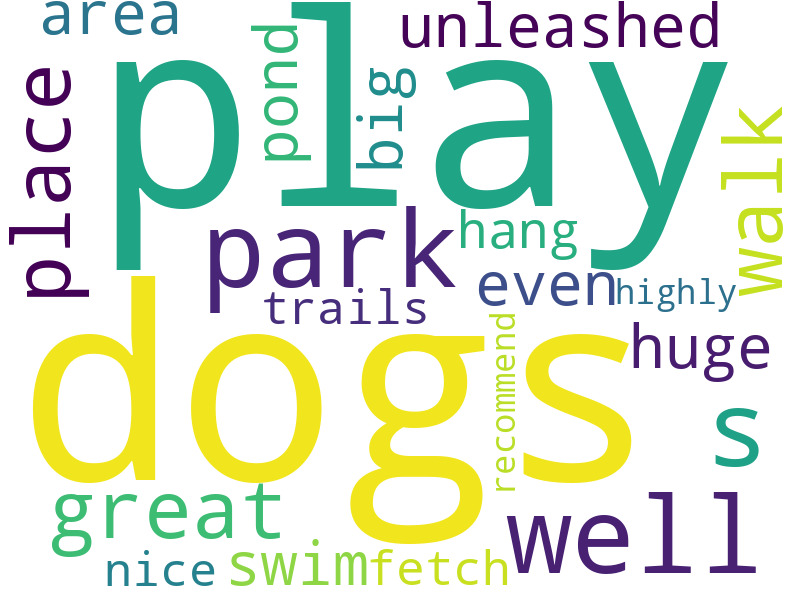 area
unleashed
play
pond
big
place
walk
park
hang
even
highly
trails
dogs
recommend
huge
s
great
well
nice
swim
fetch